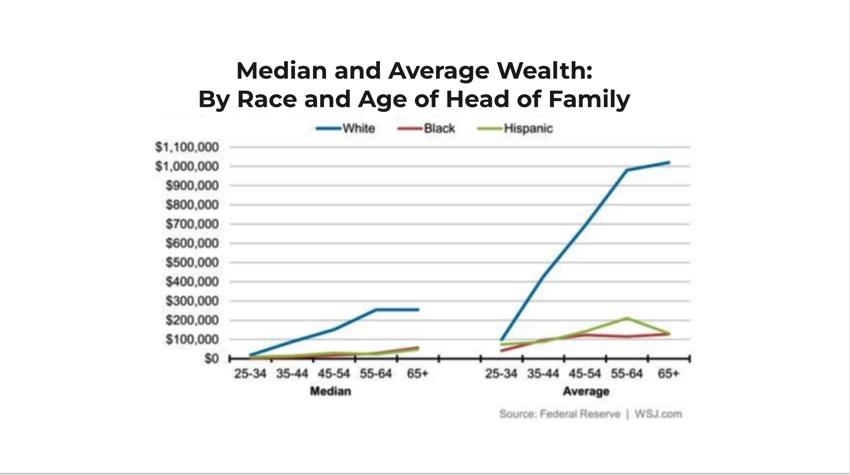 Median and Average Wealth:
By Race and Age of Head of Family
White Black Hispanic
$1,100,000
$1,000,000
$900,000
$800,000
$700,000
$600,000
$500,000
$400,000
$300,000
$200,000
$100,000
$0
25-34 35-44 45-54 55-64 65+ 25-34 35-44 45-54 55-64 65+
Median Average
Source: Federal Reserve | WSJ.com